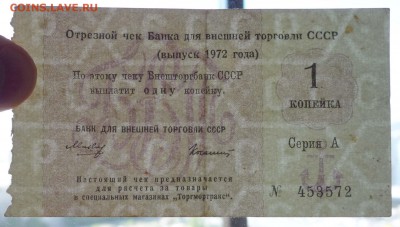 COINS.LAVE.RU
Отрезной чек Банка для внешней торговли СССР
(выпуск 1972 года)
По этому чеку Внешторгбанк СССР
выплатит одну копейку.
1
КОПЕЙКА
БАНК ДЛЯ ВНЕШНЕЙ ТОРГОВЛИ СССР
Серия А
Настоящий чек предназначен
для расчета за товары
в специальных магазинах "Торгмортранс".
№ 453572